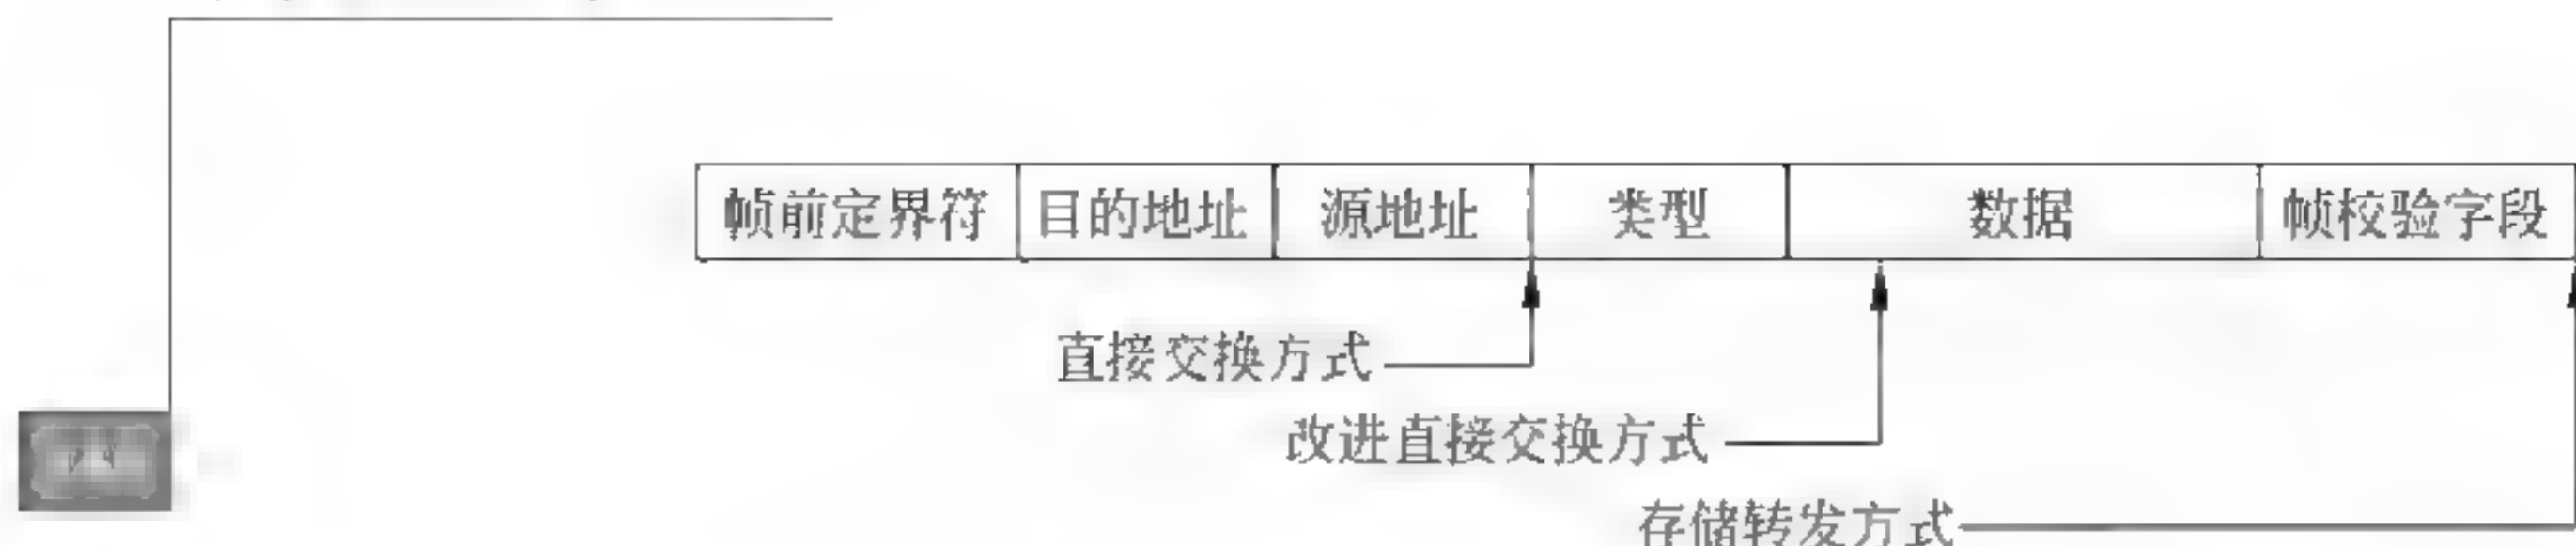 帧前定界符 目的地址 源地址 类型 数据 帧校验字段
直接交换方式
改进直接交换方式
存储转发方式